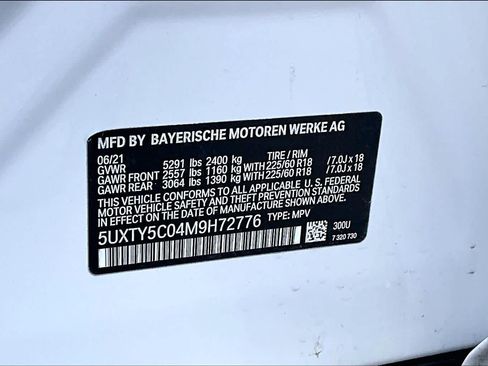 MFD BY BAYERISCHE MOTOREN WERKE AG
06/21 TIRE / RIM
GVWR 5291 lbs 2400 kg
GAWR FRONT 2557 lbs 1160 kg WITH 225/60 R18 /7.0J x 18
GAWR REAR 3064 lbs 1390 kg WITH 225/60 R18 /7.0J x 18
THIS VEHICLE CONFORMS TO ALL APPLICABLE U.S. FEDERAL
MOTOR VEHICLE SAFETY AND THEFT PREVENTION STANDARDS
IN EFFECT ON THE DATE OF MANUFACTURE SHOWN ABOVE.
5UXTY5C04M9H72776 TYPE: MPV
300U
7 320 730